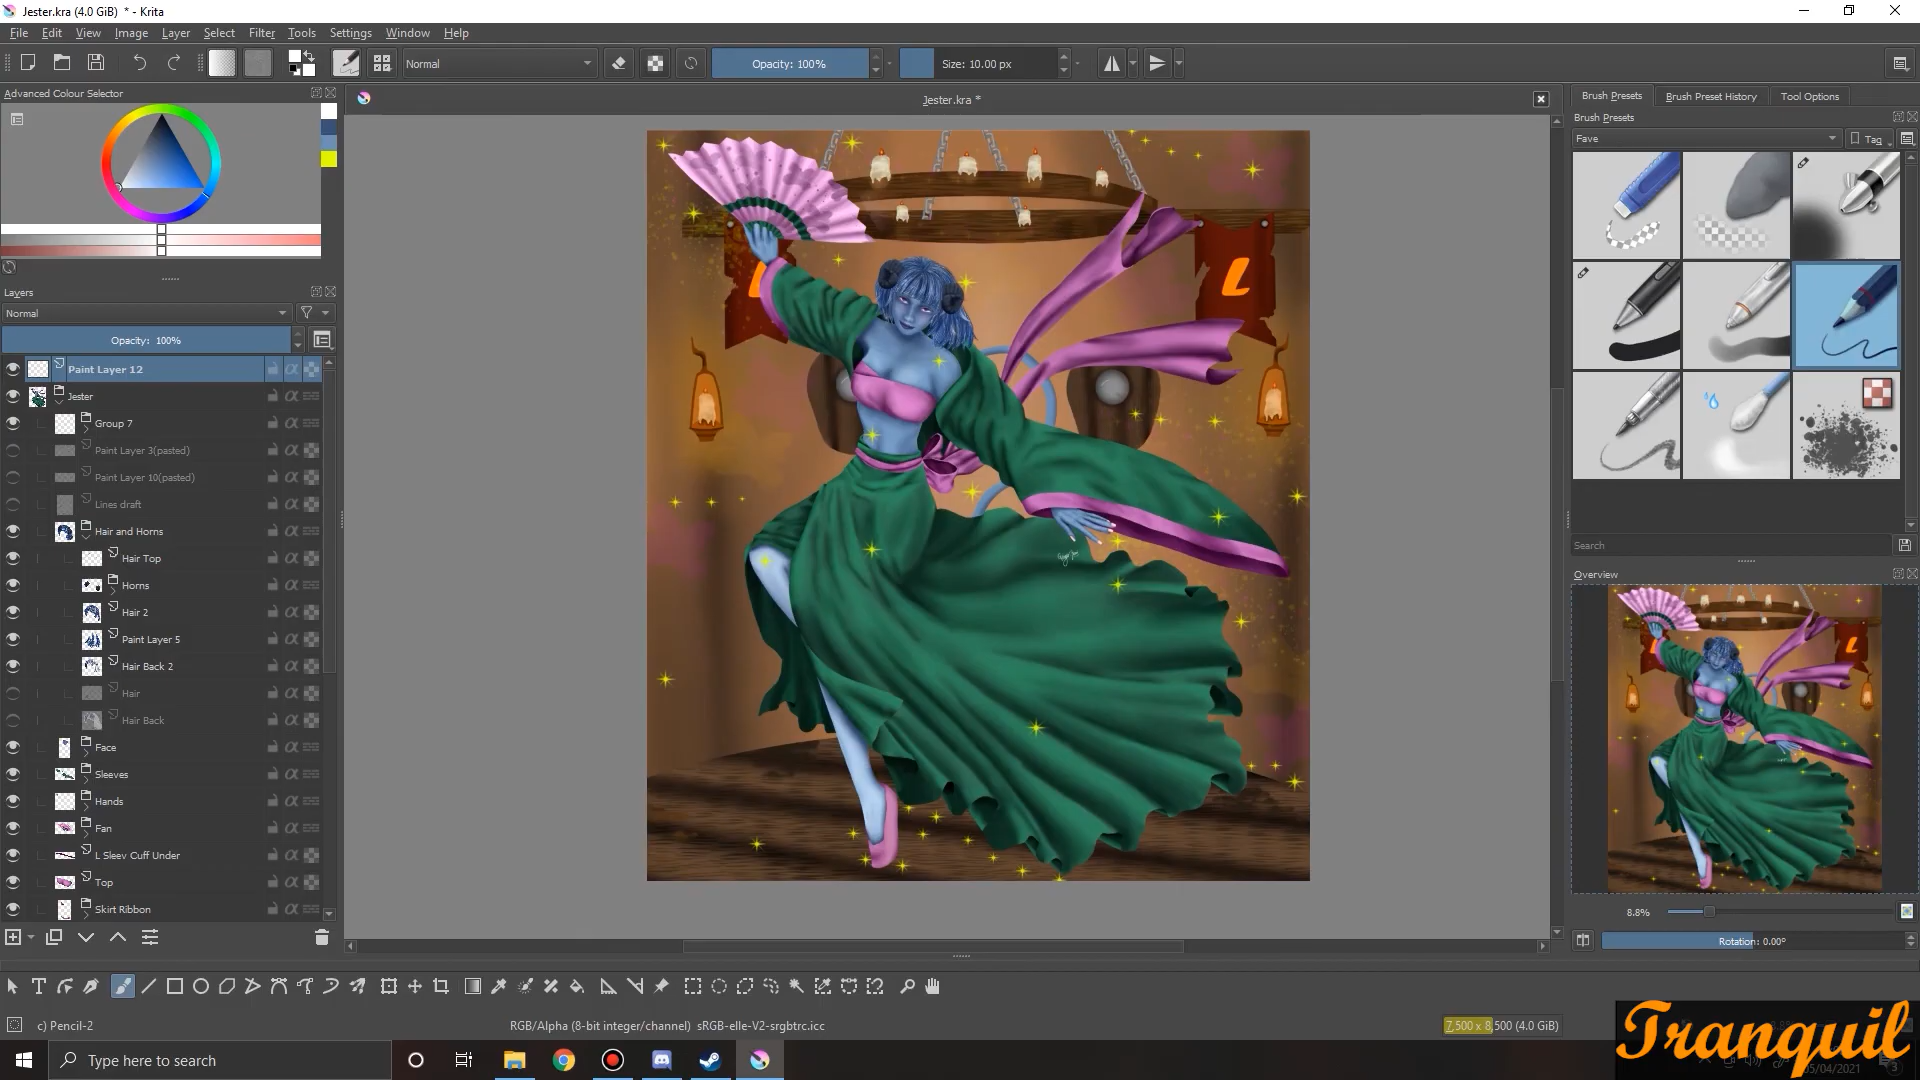 Jester.kra (4.0 GiB) * - Krita
File Edit View Image Layer Select Filter Tools Settings Window Help
Normal
Opacity: 100%
Size: 10.00 px
Advanced Colour Selector
Jester.kra *
Brush Presets
Brush Preset History
Tool Options
Brush Presets
Fave
Tag
Layers
Normal
Opacity: 100%
Paint Layer 12
Jester
Group 7
Paint Layer 3(pasted)
Paint Layer 10(pasted)
Lines draft
Hair and Horns
Hair Top
Horns
Hair 2
Paint Layer 5
Hair Back 2
Hair
Hair Back
Face
Sleeves
Hands
Fan
L Sleev Cuff Under
Top
Skirt Ribbon
L
L
Search
Overview
L
L
8.8%
Rotation: 0.00°
c) Pencil-2
RGB/Alpha (8-bit integer/channel) sRGB-elle-V2-srgbtrc.icc
7,500 x 8,500 (4.0 GiB)
Tranquil
Type here to search
05/04/2021
3